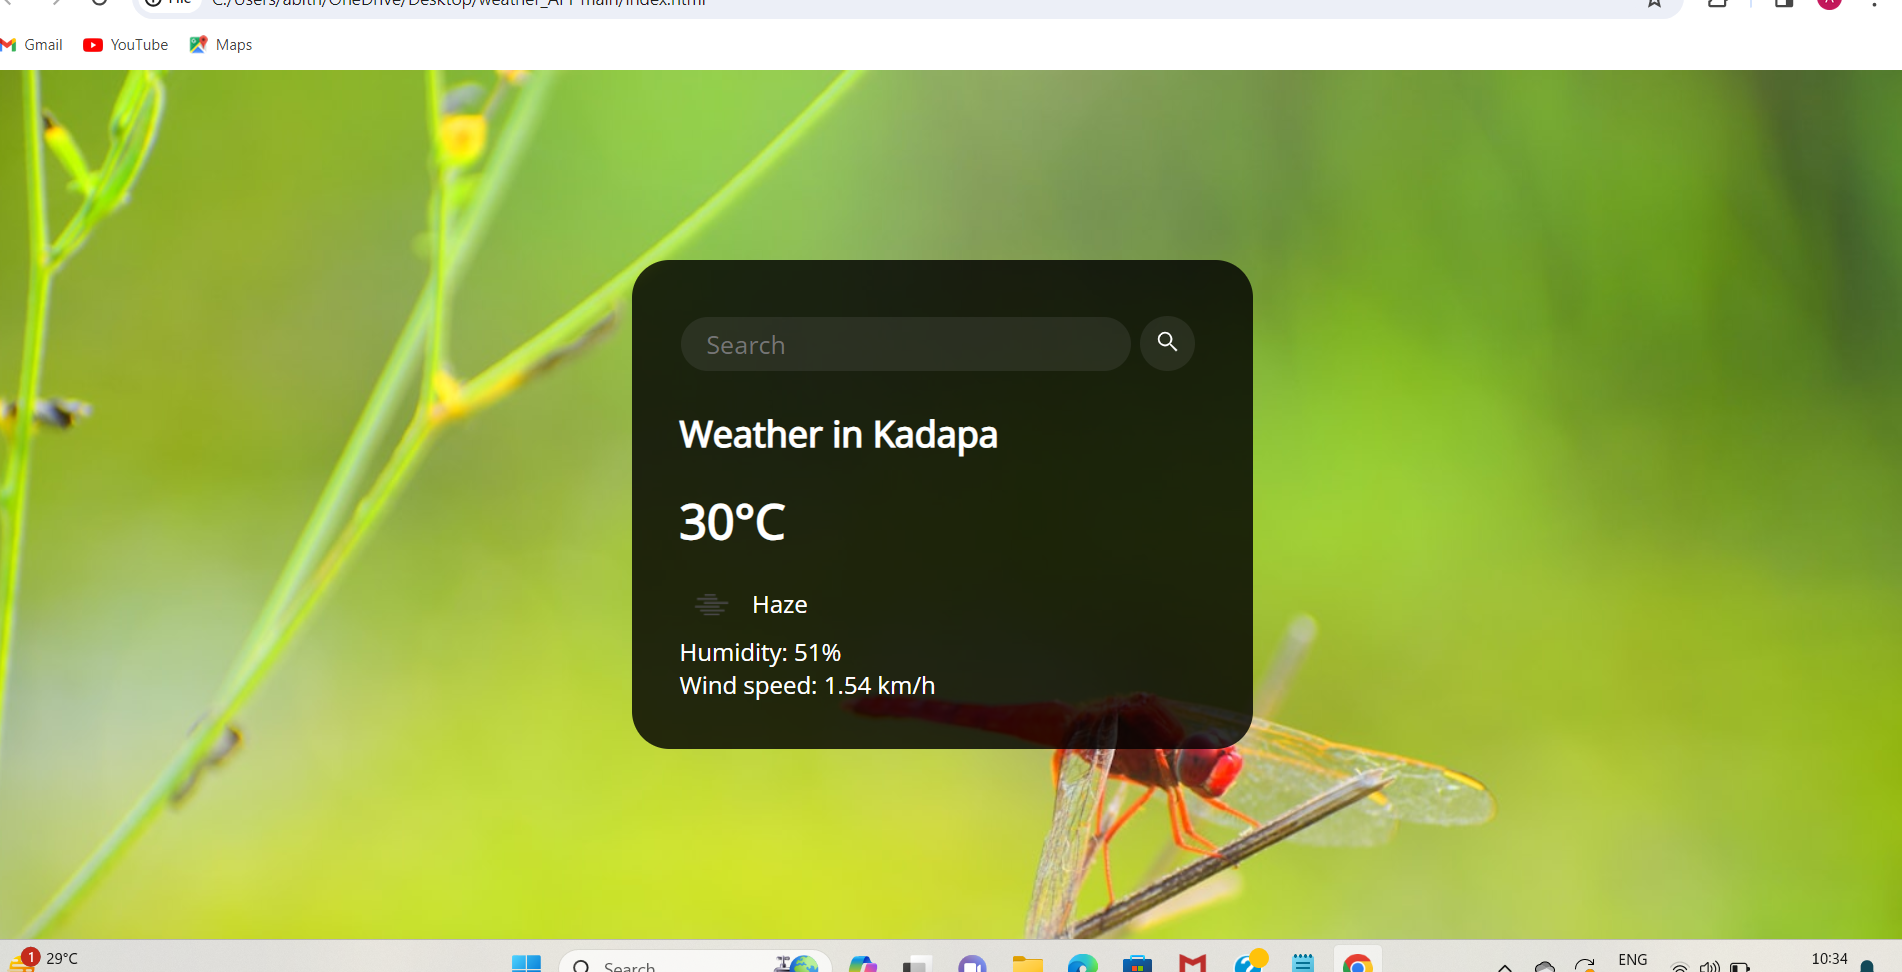 File C:/Users/abith/OneDrive/Desktop/weather_API-main/index.html
Gmail YouTube Maps
Search
Weather in Kadapa
30°C
Haze
Humidity: 51%
Wind speed: 1.54 km/h
1 29°C Search ENG 10:34